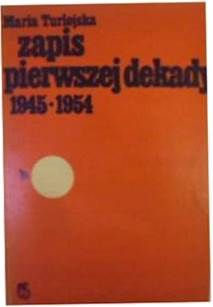 Maria Turlejska
zapis
pierwszej dekady
1945 • 1954